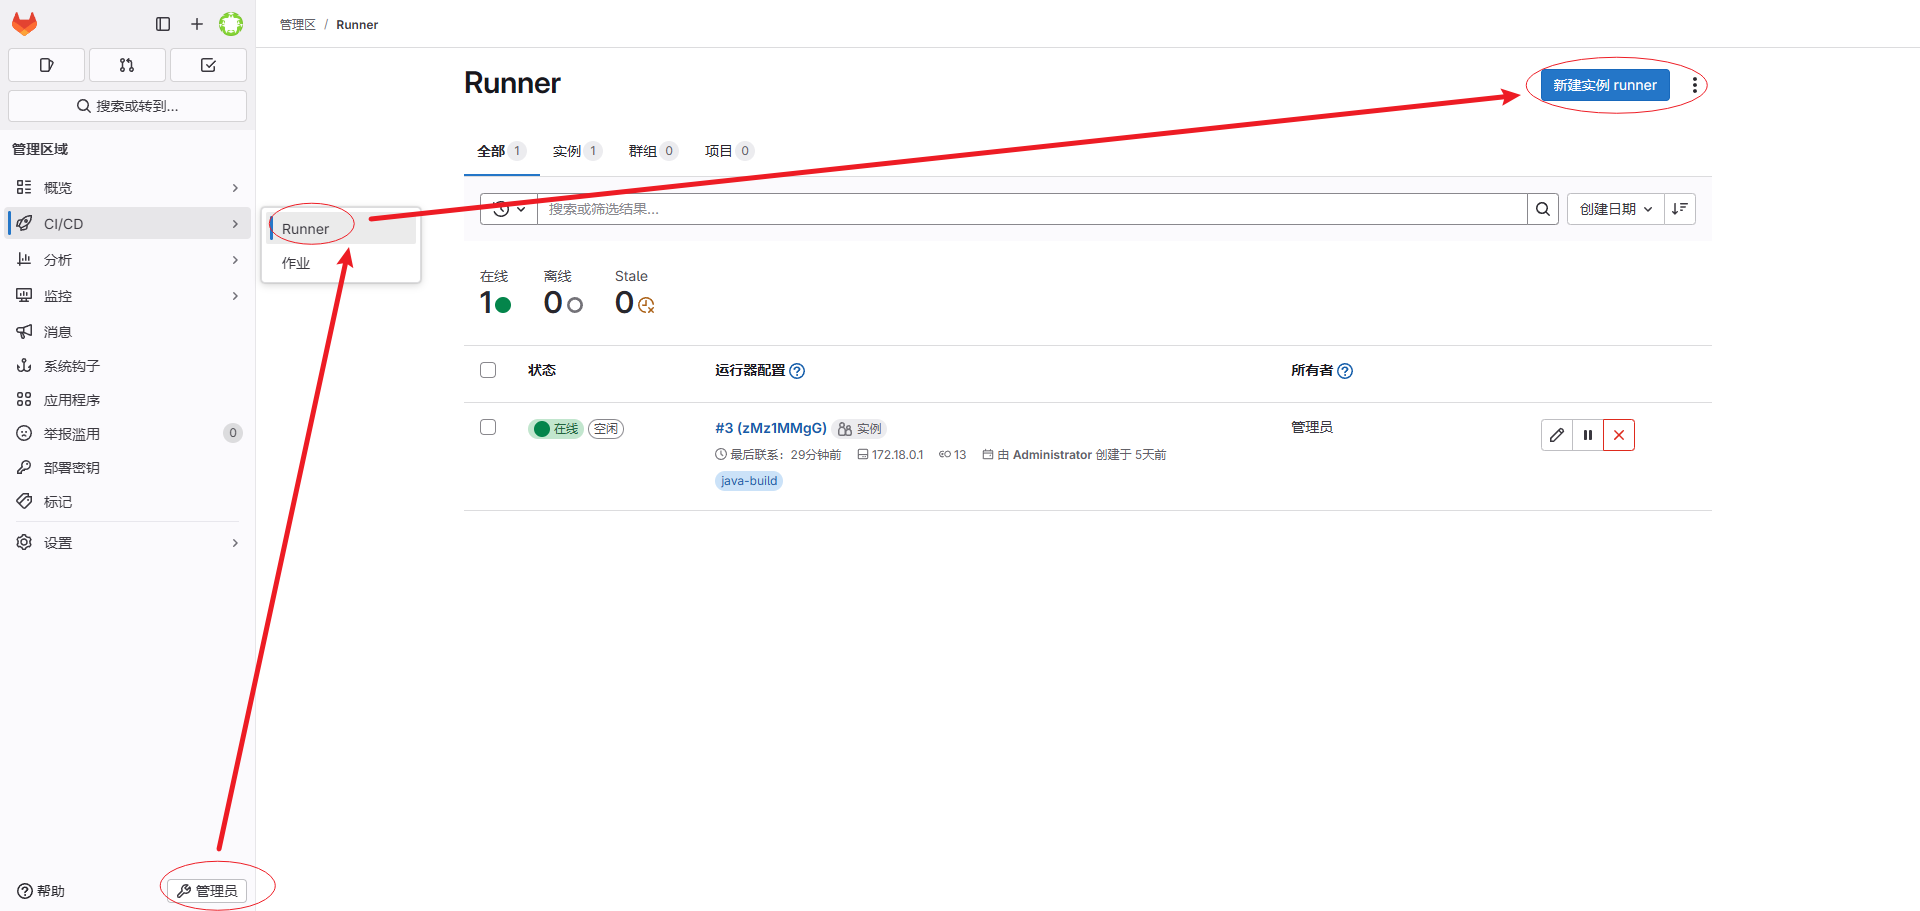 管理区 / Runner
搜索或转到...
管理区域
概览
CI/CD
分析
监控
消息
系统钩子
应用程序
举报滥用 0
部署密钥
标记
设置
帮助
管理员
Runner
作业
Runner
新建实例 runner
全部 1 实例 1 群组 0 项目 0
搜索或筛选结果...
创建日期
在线 离线 Stale
1 0 0
状态 运行器配置 所有者
在线 空闲 #3 (zMz1MMgG) 实例 管理员
最后联系：29分钟前 172.18.0.1 13 由 Administrator 创建于 5天前
java-build